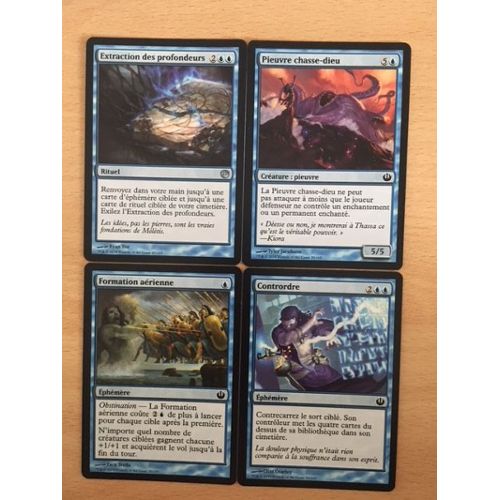 Extraction des profondeurs 2
Rituel
Renvoyez dans votre main jusqu'à une
carte d'éphémère ciblée et jusqu'à une
carte de rituel ciblée de votre cimetière.
Exilez l'Extraction des profondeurs.
Les idées, pas les pierres, sont les vraies
fondations de Mélétis.
Pieuvre chasse-dieu 5
Créature : pieuvre
La Pieuvre chasse-dieu ne peut
pas attaquer à moins que le joueur
défenseur ne contrôle un enchantement
ou un permanent enchanté.
« Déesse ou non, je montrerai à Thassa ce
qu'est le véritable pouvoir. »
—Kiora
5/5
Formation aérienne
Éphémère
Obstination — La Formation
aérienne coûte 2 de plus à lancer
pour chaque cible après la première.
N'importe quel nombre de
créatures ciblées gagnent chacune
+1/+1 et acquièrent le vol jusqu'à la
fin du tour.
Contrordre 2
Éphémère
Contrecarrez le sort ciblé. Son
contrôleur met les quatre cartes du
dessus de sa bibliothèque dans son
cimetière.
La douleur physique n'était rien
comparée à la souffrance dans son esprit.